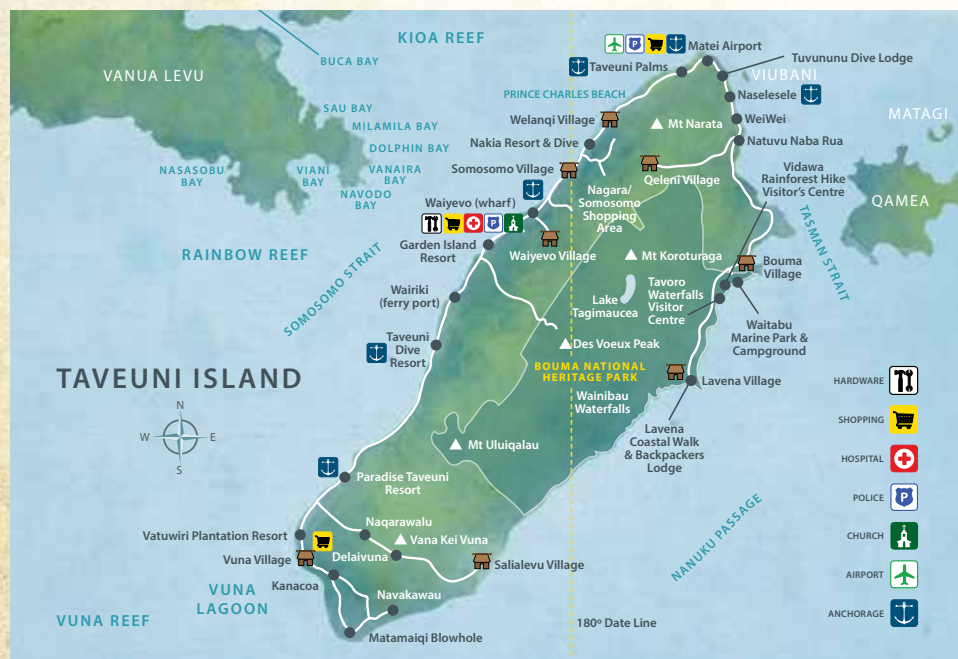 KIOA REEF
BUCA BAY
VANUA LEVU
SAU BAY
MILAMILA BAY
DOLPHIN BAY
NASASOBU
BAY
VIANI
BAY
VANAIRA
BAY
NAVODO
BAY
RAINBOW REEF
SOMOSOMO STRAIT
P
Matei Airport
Taveuni Palms
Tuvununu Dive Lodge
VIUBANI
PRINCE CHARLES BEACH
Naselesele
MATAGI
Welanqi Village
Mt Narata
WeiWei
Nakia Resort & Dive
Natuvu Naba Rua
Somosomo Village
Qeleni Village
Vidawa
Rainforest Hike
Visitor's Centre
Nagara/
Somosomo
Shopping
Area
QAMEA
TASMAN STRAIT
Waiyevo (wharf)
P
Garden Island
Resort
Waiyevo Village
Mt Koroturaga
Bouma
Village
Wairiki
(ferry port)
Lake
Tagimaucea
Tavoro
Waterfalls
Visitor
Centre
Waitabu
Marine Park &
Campground
Taveuni
Dive
Resort
Des Voeux Peak
TAVEUNI ISLAND
N
W
E
S
BOUMA NATIONAL
HERITAGE PARK
Wainibau
Waterfalls
Lavena Village
Lavena
Coastal Walk
& Backpackers
Lodge
Mt Uluiqalau
Paradise Taveuni
Resort
NANUKU PASSAGE
Vatuwiri Plantation Resort
Naqarawalu
Vana Kei Vuna
Vuna Village
Delaivuna
Salialevu Village
Kanacoa
VUNA
LAGOON
Navakawau
VUNA REEF
Matamaiqi Blowhole
180º Date Line
HARDWARE
SHOPPING
HOSPITAL
POLICE
P
CHURCH
AIRPORT
ANCHORAGE